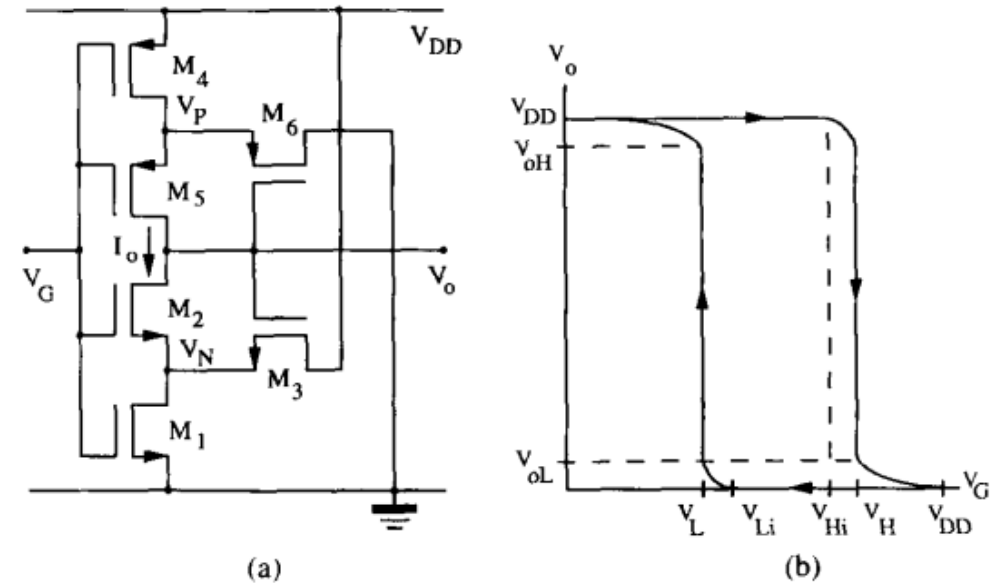 V_DD
M_4
V_P
M_6
M_5
I_o
V_G
V_o
M_2
V_N
M_3
M_1
(a)
V_o
V_DD
V_oH
V_oL
V_G
V_L
V_Li
V_Hi
V_H
V_DD
(b)